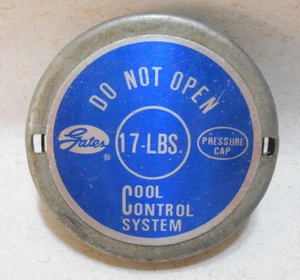 DO NOT OPEN
Gates
®
17-LBS.
PRESSURE
CAP
COOL
CONTROL
SYSTEM